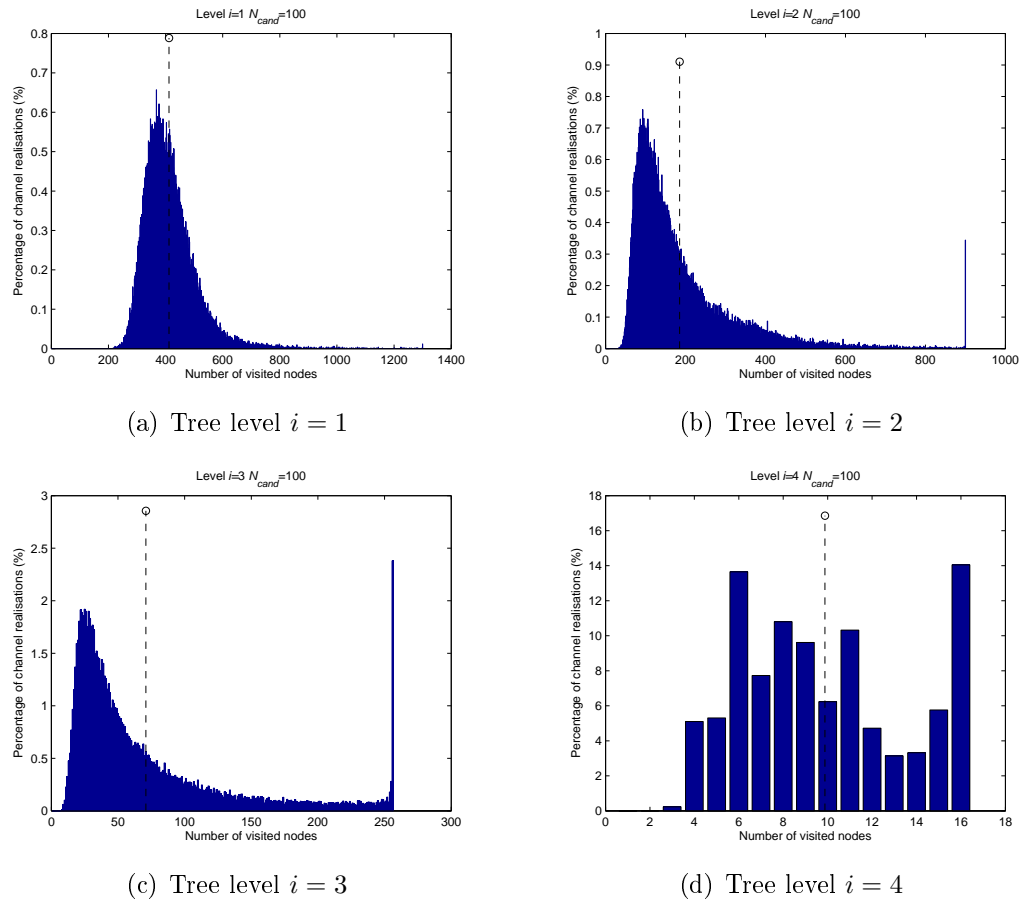 Level i=1 N_cand=100
0.8
0.7
0.6
0.5
0.4
0.3
0.2
0.1
0
Percentage of channel realisations (%)
0 200 400 600 800 1000 1200 1400
Number of visited nodes
(a) Tree level i = 1
Level i=2 N_cand=100
1
0.9
0.8
0.7
0.6
0.5
0.4
0.3
0.2
0.1
0
Percentage of channel realisations (%)
0 200 400 600 800 1000
Number of visited nodes
(b) Tree level i = 2
Level i=3 N_cand=100
3
2.5
2
1.5
1
0.5
0
Percentage of channel realisations (%)
0 50 100 150 200 250 300
Number of visited nodes
(c) Tree level i = 3
Level i=4 N_cand=100
18
16
14
12
10
8
6
4
2
0
Percentage of channel realisations (%)
0 2 4 6 8 10 12 14 16 18
Number of visited nodes
(d) Tree level i = 4